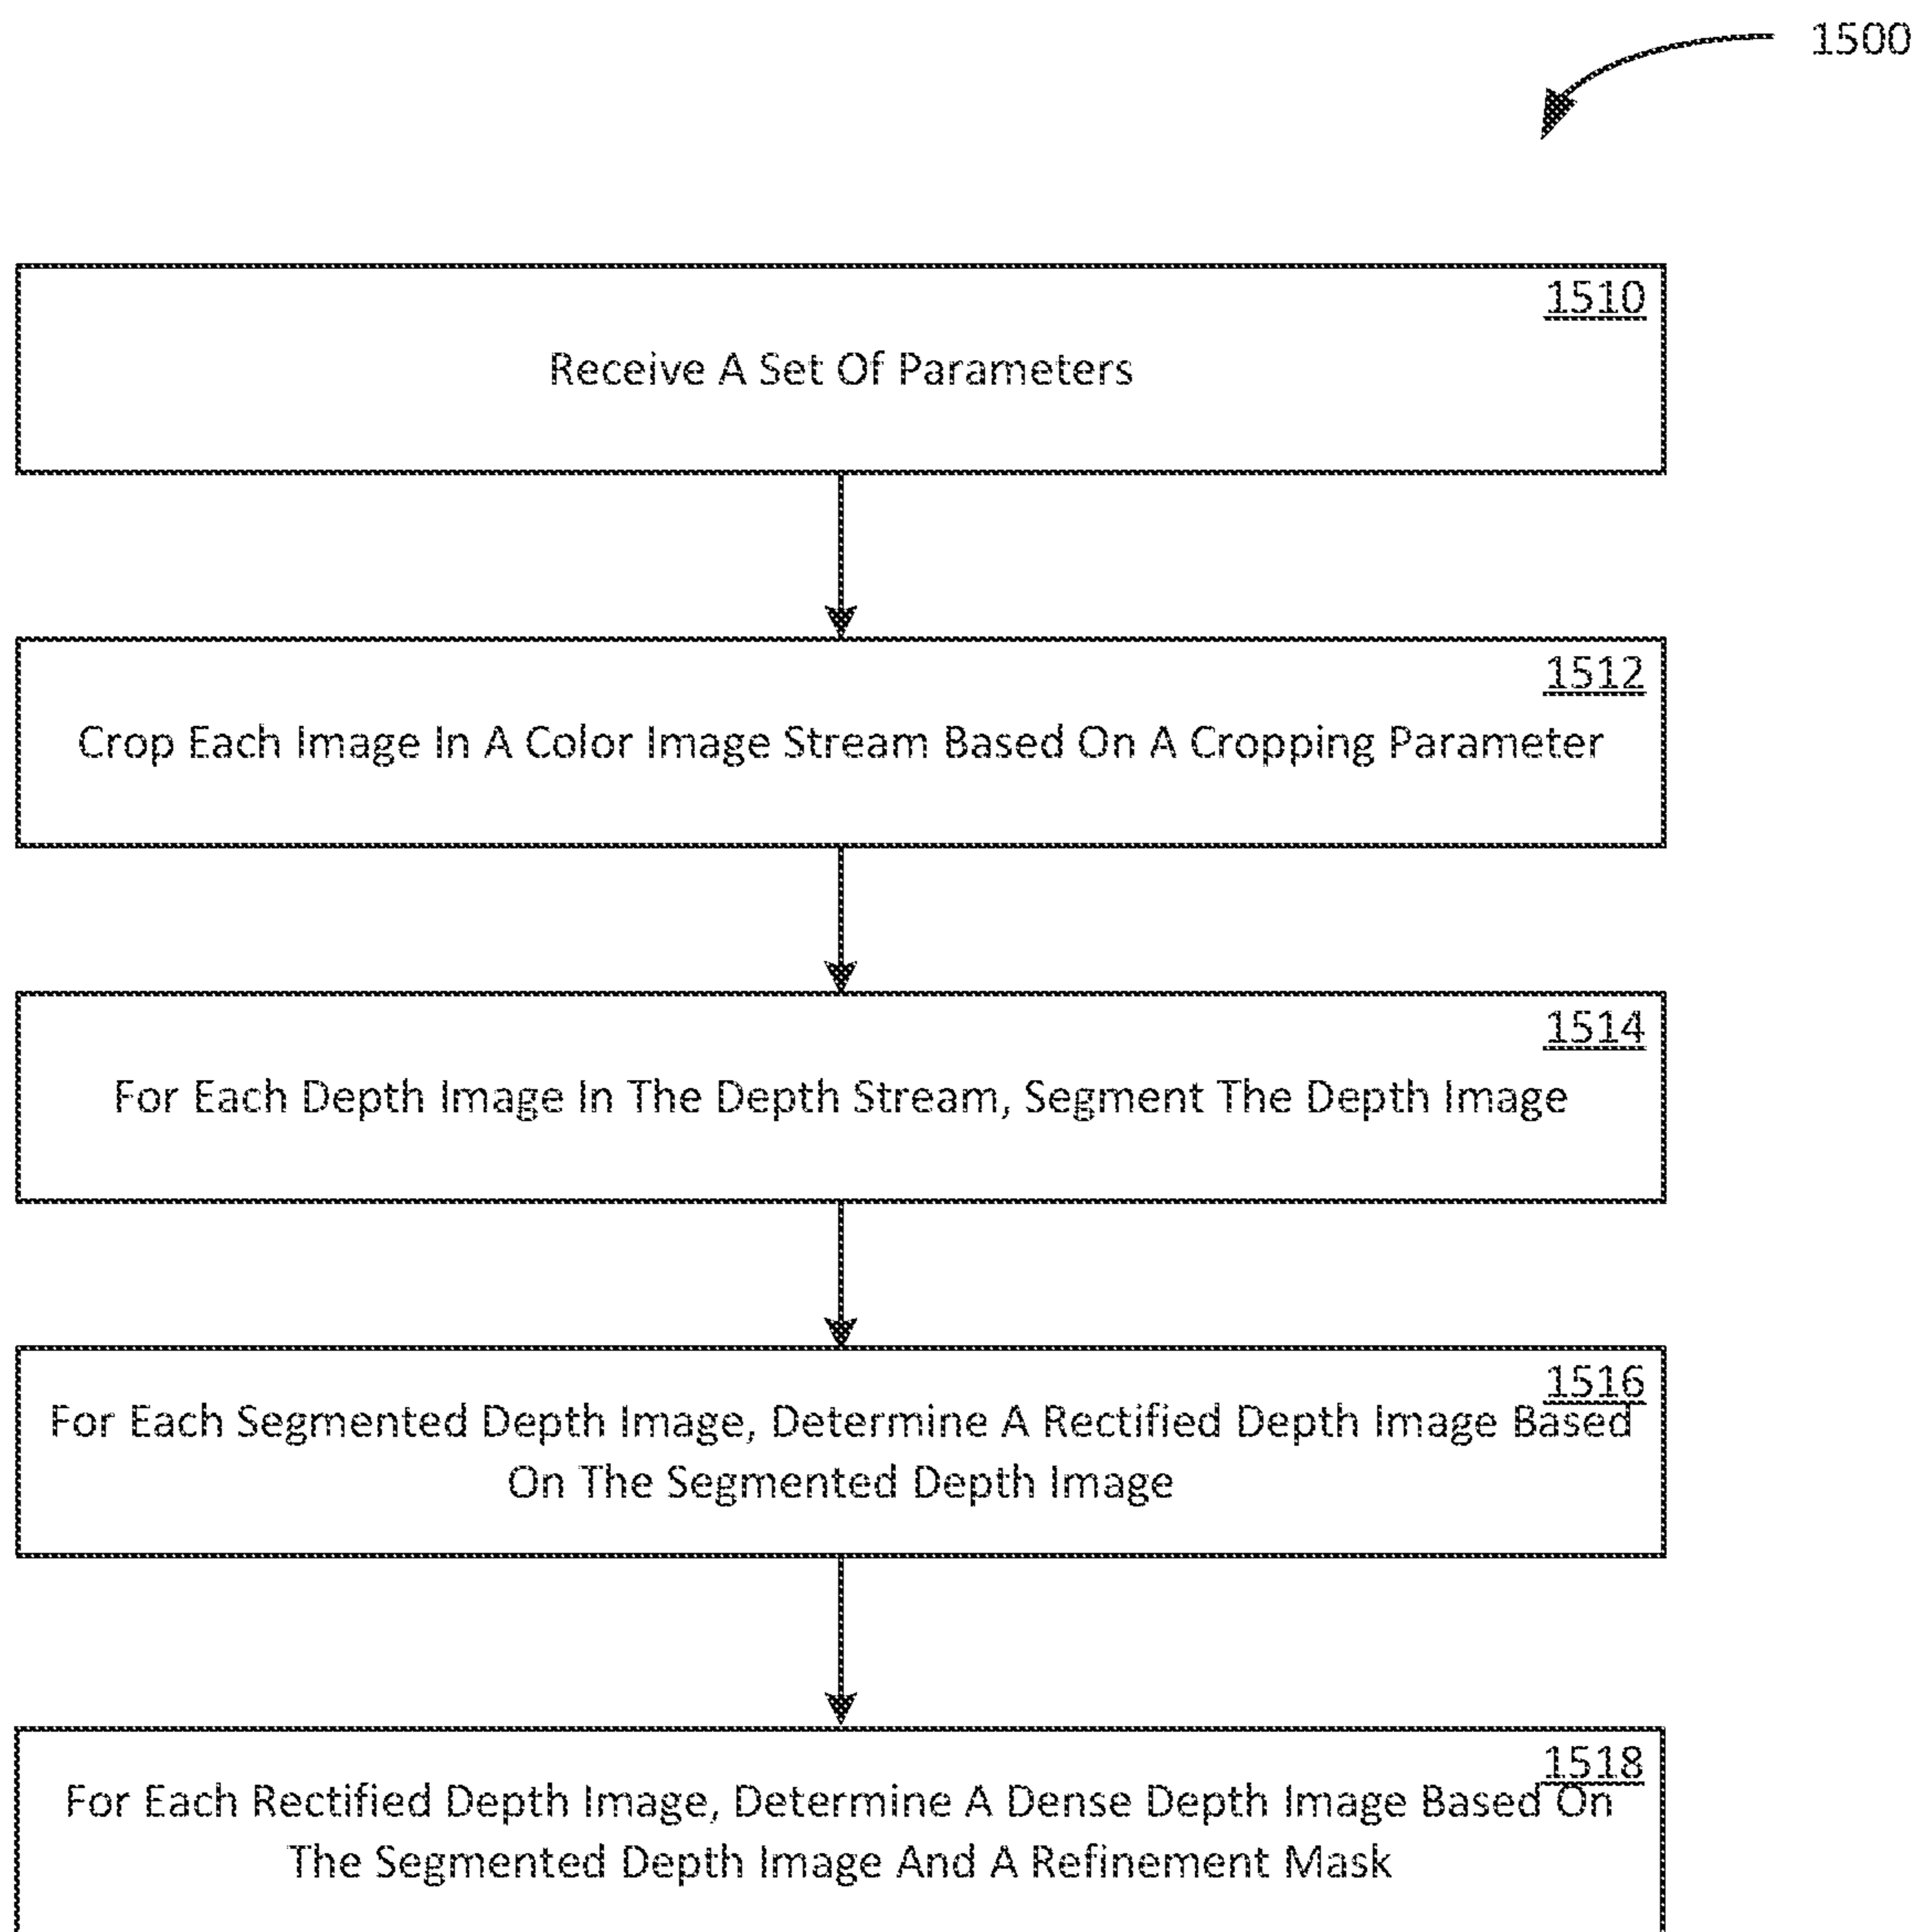 1500
1510
Receive A Set Of Parameters
1512
Crop Each Image In A Color Image Stream Based On A Cropping Parameter
1514
For Each Depth Image In The Depth Stream, Segment The Depth Image
1516
For Each Segmented Depth Image, Determine A Rectified Depth Image Based
On The Segmented Depth Image
1518
For Each Rectified Depth Image, Determine A Dense Depth Image Based On
The Segmented Depth Image And A Refinement Mask